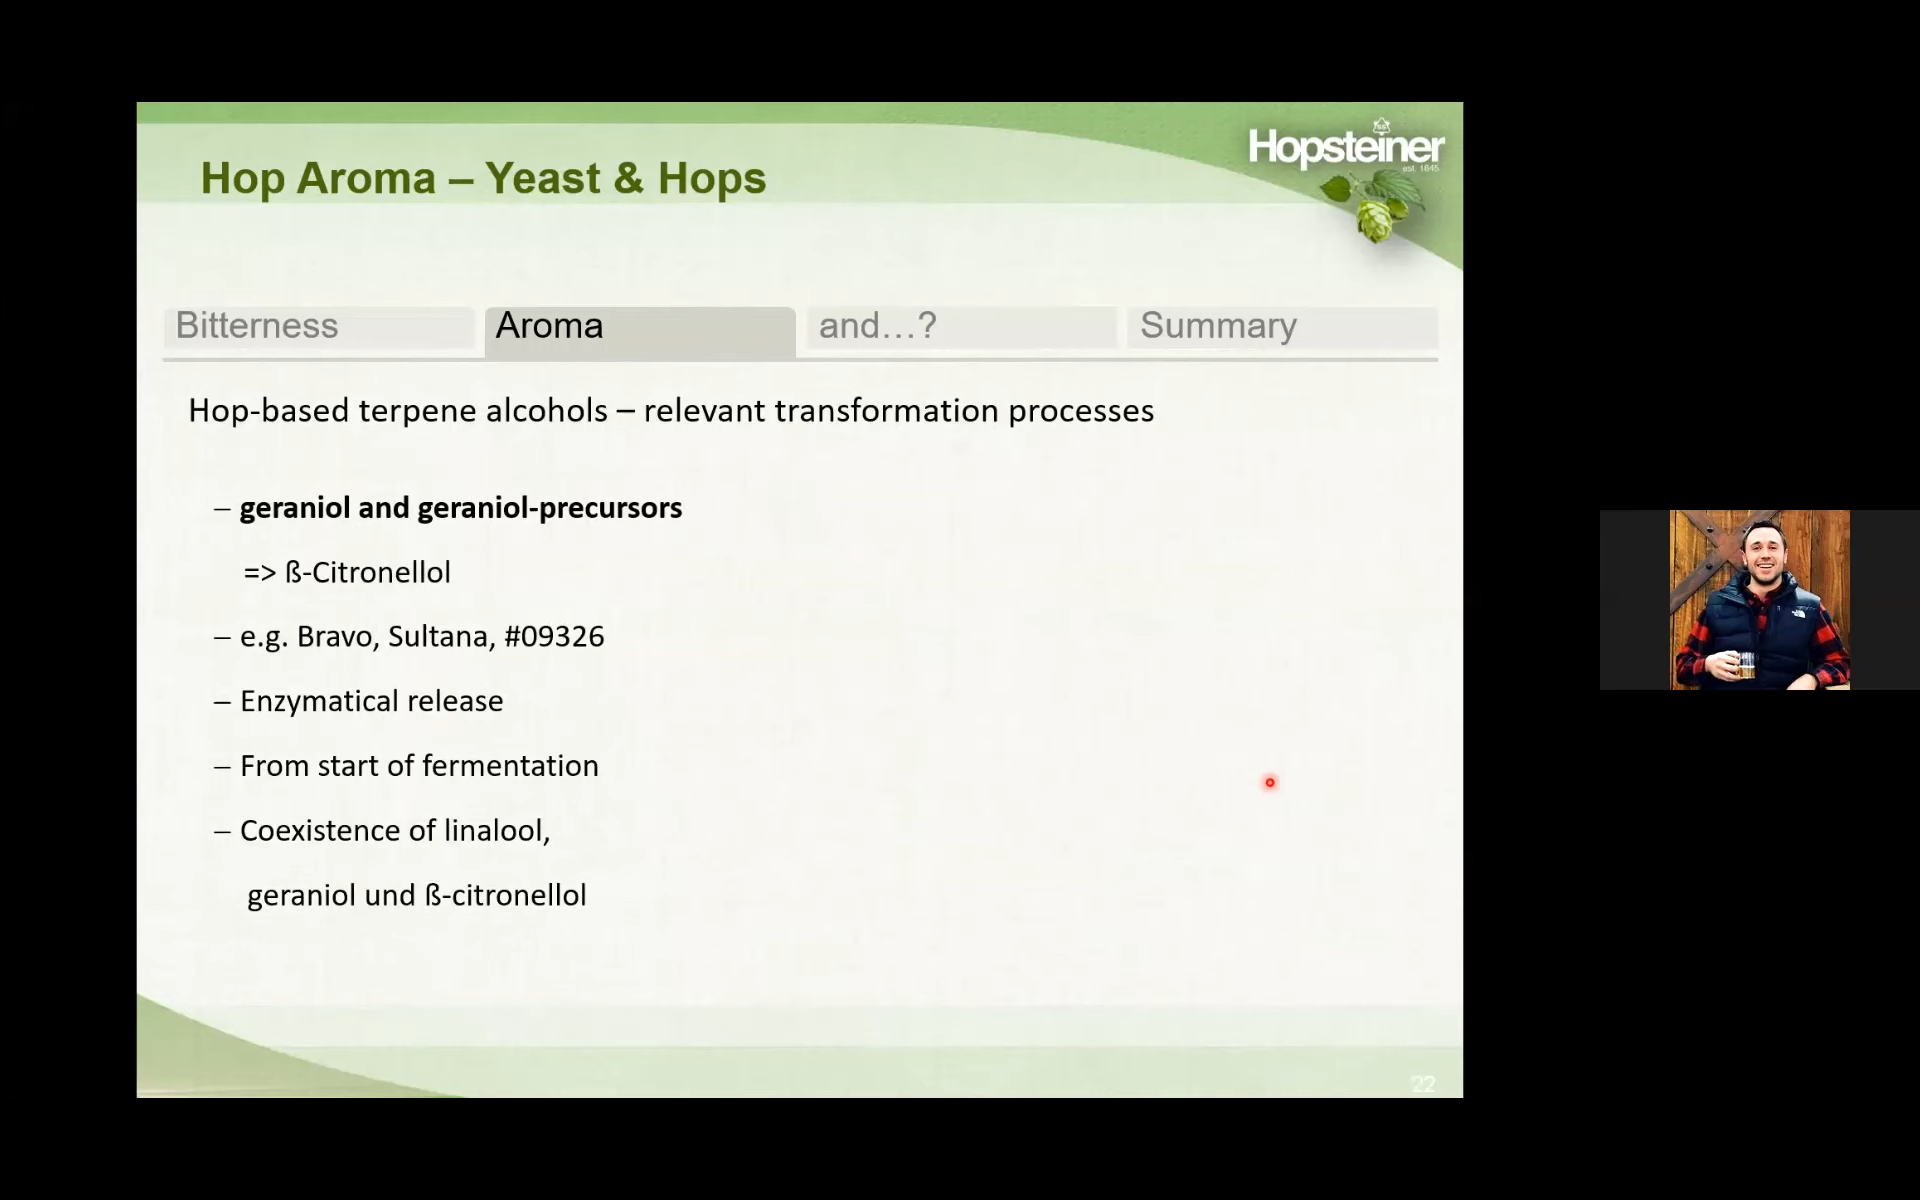 Hopsteiner
est. 1845
Hop Aroma – Yeast & Hops
Bitterness
Aroma
and...?
Summary
Hop-based terpene alcohols – relevant transformation processes
– geraniol and geraniol-precursors
=> ß-Citronellol
– e.g. Bravo, Sultana, #09326
– Enzymatical release
– From start of fermentation
– Coexistence of linalool,
geraniol und ß-citronellol
22